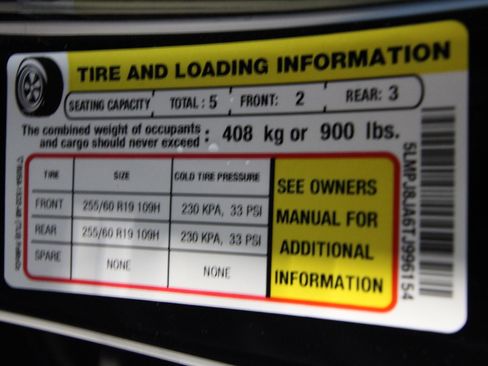 TIRE AND LOADING INFORMATION
SEATING CAPACITY TOTAL : 5 FRONT: 2 REAR: 3
The combined weight of occupants
and cargo should never exceed : 408 kg or 900 lbs.
TIRE SIZE COLD TIRE PRESSURE
FRONT 255/60 R19 109H 230 KPA, 33 PSI
REAR 255/60 R19 109H 230 KPA, 33 PSI
SPARE NONE NONE
SEE OWNERS
MANUAL FOR
ADDITIONAL
INFORMATION
5LMPJ8JA6TJ996154